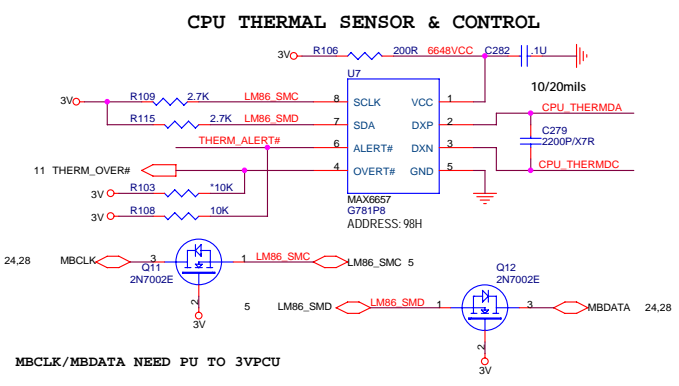 CPU THERMAL SENSOR & CONTROL
3V R106 200R 6648VCC C282 .1U
U7
10/20mils
3V R109 2.7K LM86_SMC 8 SCLK VCC 1 CPU_THERMDA
R115 2.7K LM86_SMD 7 SDA DXP 2
C279
2200P/X7R
THERM_ALERT# 6 ALERT# DXN 3
11 THERM_OVER# 4 OVERT# GND 5 CPU_THERMDC
3V R103 *10K
3V R108 10K
MAX6657
G781P8
ADDRESS: 98H
24,28 MBCLK 3 Q11 1 LM86_SMC LM86_SMC 5
2N7002E
2
3V
Q12
2N7002E
5 LM86_SMD LM86_SMD 1 3 MBDATA 24,28
2
3V
MBCLK/MBDATA NEED PU TO 3VPCU